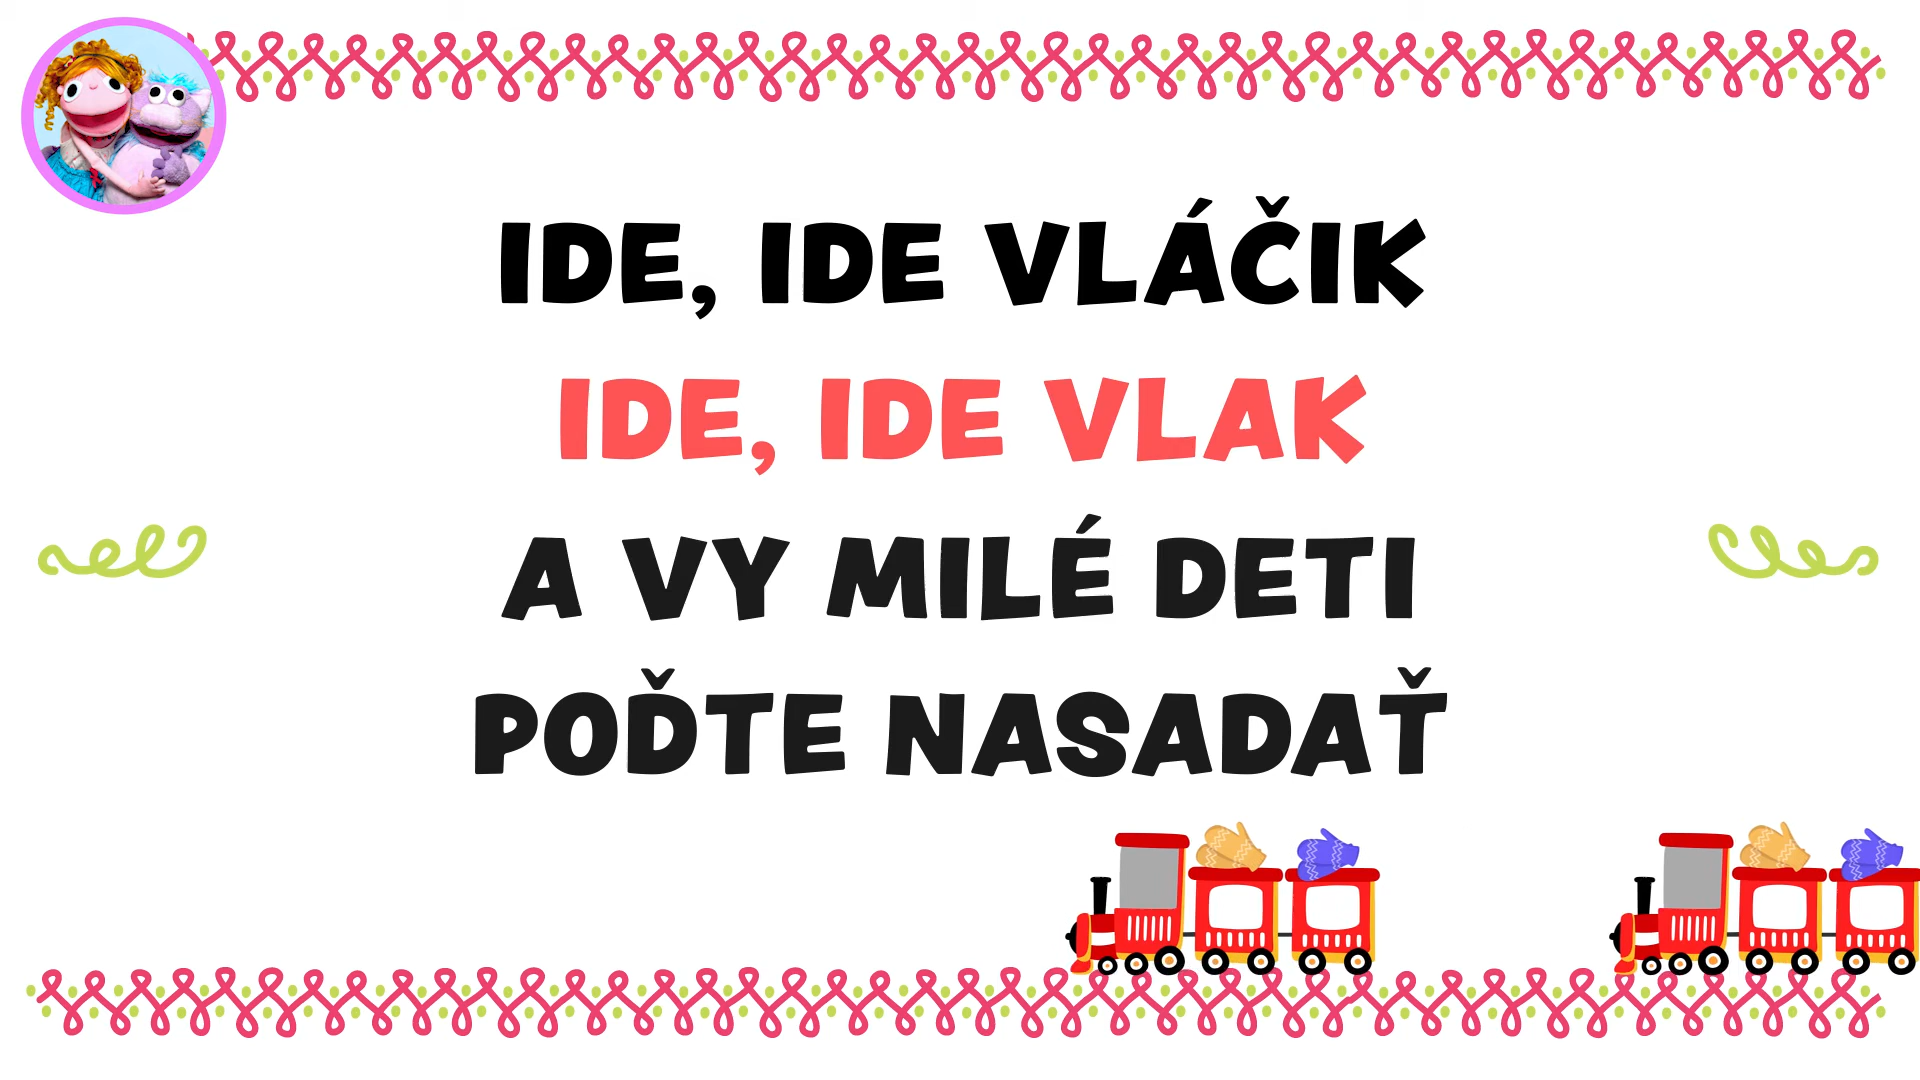 IDE, IDE VLÁČIK
IDE, IDE VLAK
A VY MILÉ DETI
POĎTE NASADAŤ